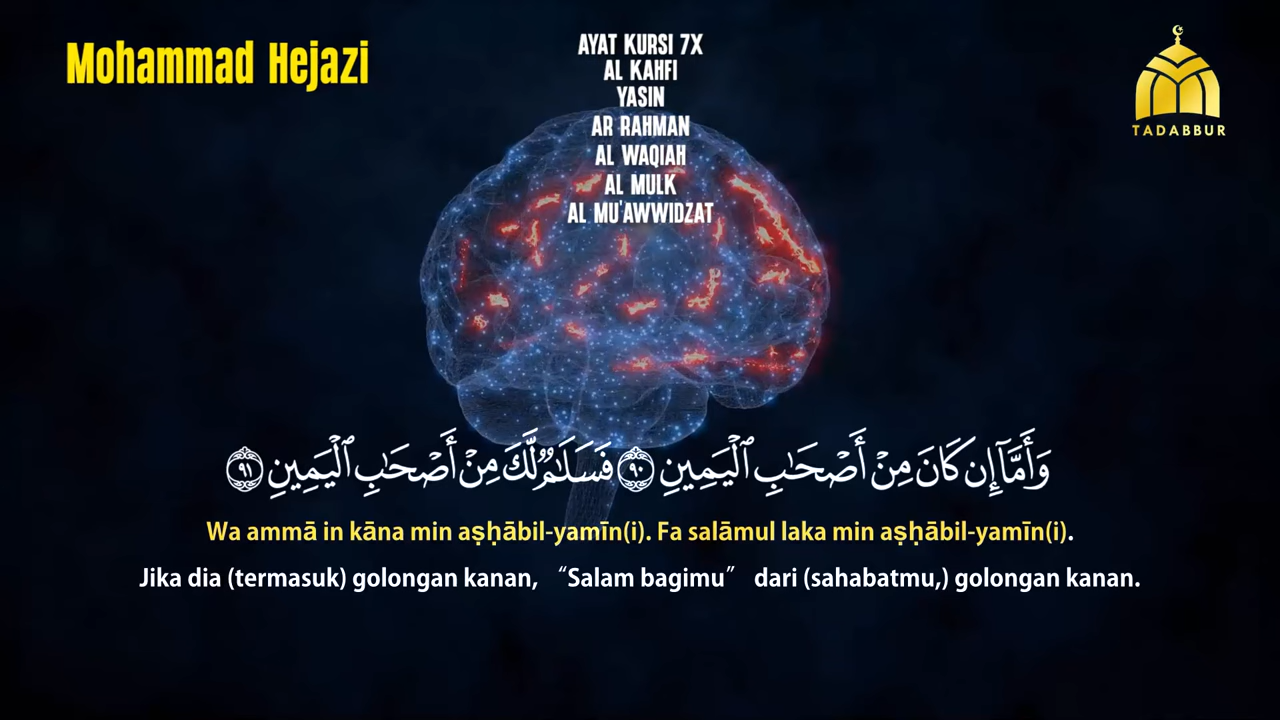 Mohammad Hejazi
AYAT KURSI 7X
AL KAHFI
YASIN
AR RAHMAN
AL WAQIAH
AL MULK
AL MU'AWWIDZAT
TADABBUR
وَأَمَّآ إِن كَانَ مِنْ أَصْحَٰبِ ٱلْيَمِينِ ٩٠ فَسَلَٰمٌ لَّكَ مِنْ أَصْحَٰبِ ٱلْيَمِينِ ٩١
Wa ammā in kāna min aṣḥābil-yamīn(i). Fa salāmul laka min aṣḥābil-yamīn(i).
Jika dia (termasuk) golongan kanan, “Salam bagimu” dari (sahabatmu,) golongan kanan.